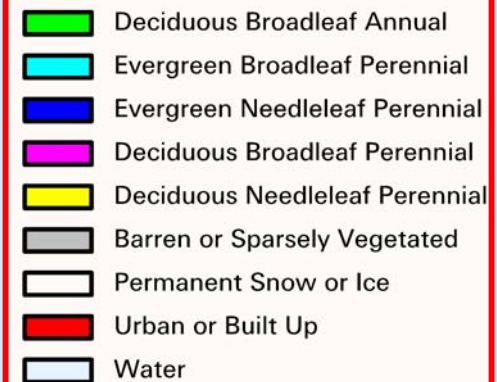 Deciduous Broadleaf Annual
Evergreen Broadleaf Perennial
Evergreen Needleleaf Perennial
Deciduous Broadleaf Perennial
Deciduous Needleleaf Perennial
Barren or Sparsely Vegetated
Permanent Snow or Ice
Urban or Built Up
Water